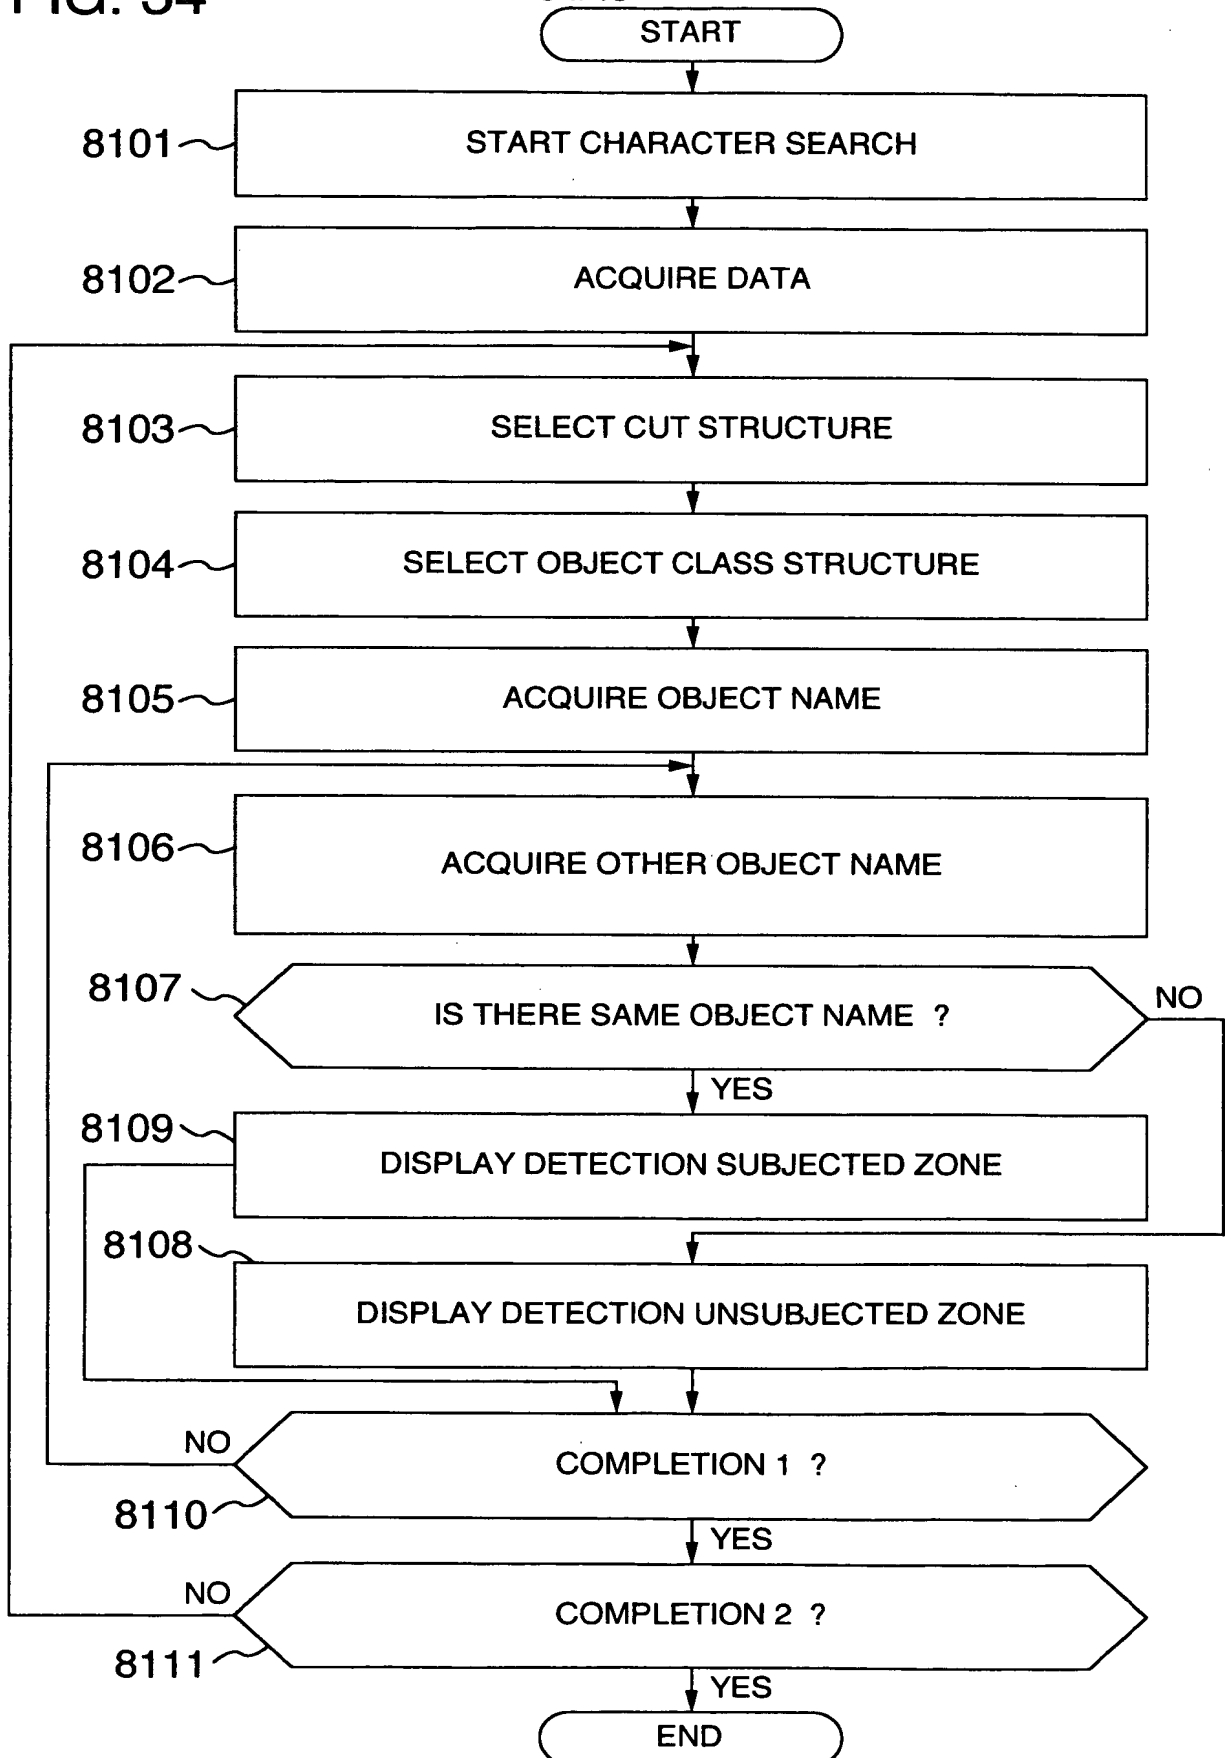 FIG. 34
START
8101
START CHARACTER SEARCH
8102
ACQUIRE DATA
8103
SELECT CUT STRUCTURE
8104
SELECT OBJECT CLASS STRUCTURE
8105
ACQUIRE OBJECT NAME
8106
ACQUIRE OTHER OBJECT NAME
8107
IS THERE SAME OBJECT NAME ?
NO
YES
8109
DISPLAY DETECTION SUBJECTED ZONE
8108
DISPLAY DETECTION UNSUBJECTED ZONE
NO
COMPLETION 1 ?
8110
YES
NO
COMPLETION 2 ?
8111
YES
END